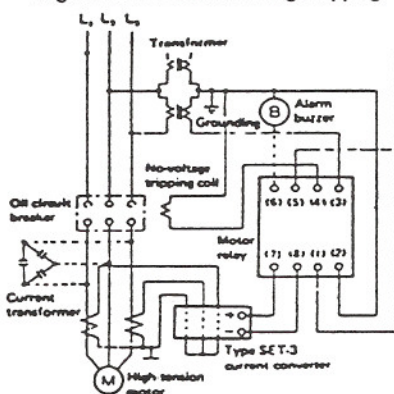 L₁ L₂ L₃
Transformer
Grounding
B
Alarm
buzzer
No-voltage
tripping coil
Oil circuit
breaker
(6) (5) (4) (3)
Motor
relay
(7) (8) (1) (2)
Current
transformer
+
-
Type SET-3
current converter
M
High-tension
motor